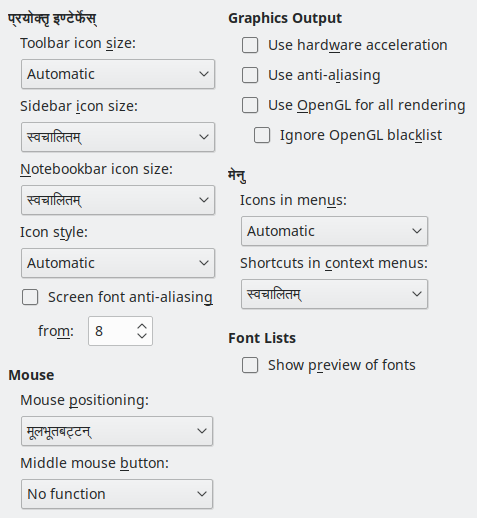 प्रयोक्तृ इण्टेर्फेस्
Toolbar icon size:
Automatic
Sidebar icon size:
स्वचालितम्
Notebookbar icon size:
स्वचालितम्
Icon style:
Automatic
Screen font anti-aliasing
from: 8
Mouse
Mouse positioning:
मूलभूतबट्टन्
Middle mouse button:
No function
Graphics Output
Use hardware acceleration
Use anti-aliasing
Use OpenGL for all rendering
Ignore OpenGL blacklist
मेनु
Icons in menus:
Automatic
Shortcuts in context menus:
स्वचालितम्
Font Lists
Show preview of fonts